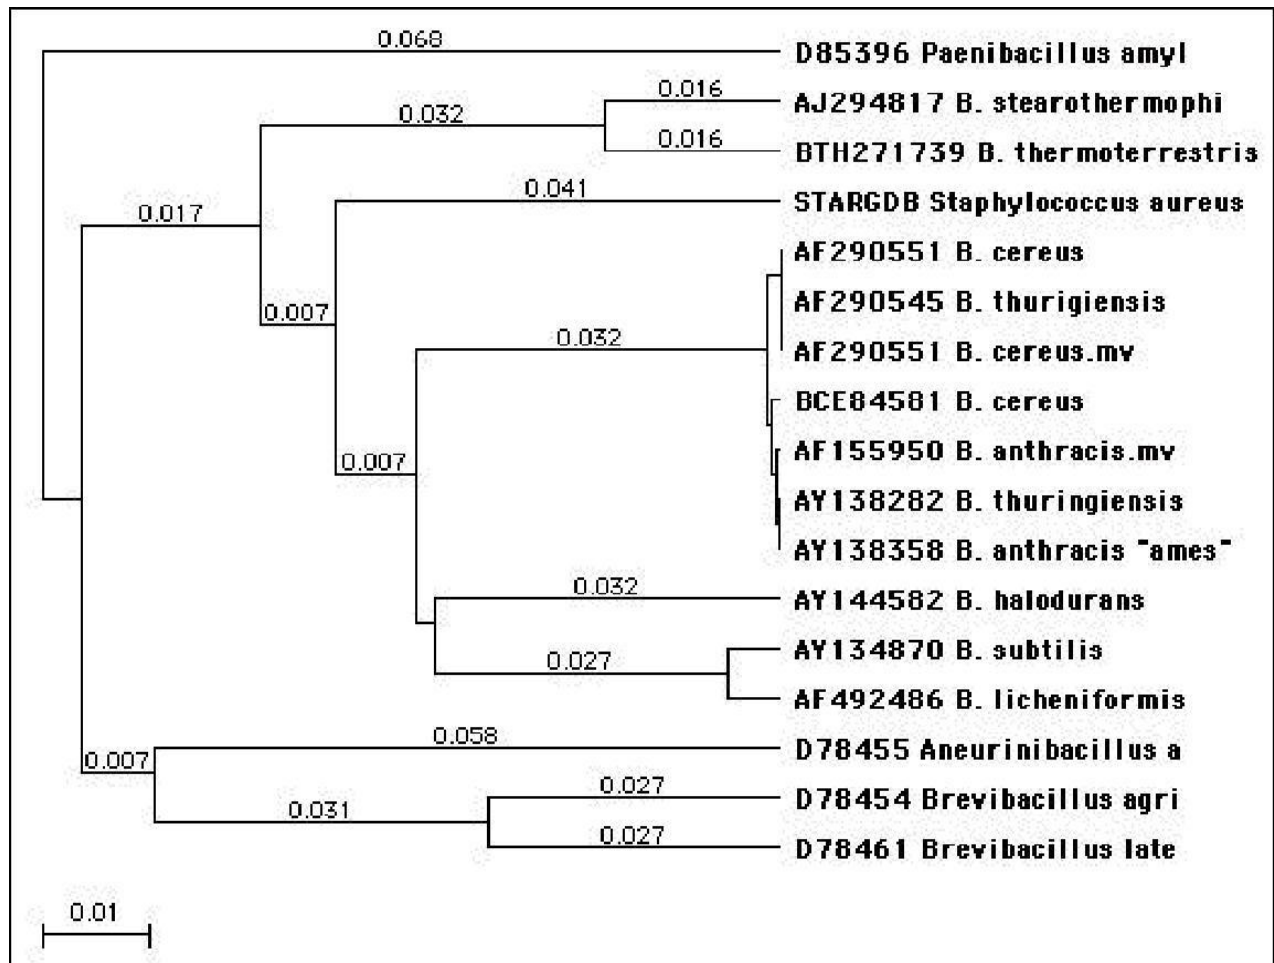 0.068
D85396 Paenibacillus amyl
0.016
AJ294817 B. stearothermophi
0.032
0.016
BTH271739 B. thermoterrestris
0.041
STARGDB Staphylococcus aureus
0.017
AF290551 B. cereus
AF290545 B. thurigiensis
0.007
0.032
AF290551 B. cereus.mv
BCE84581 B. cereus
AF155950 B. anthracis.mv
0.007
AY138282 B. thuringiensis
AY138358 B. anthracis "ames"
0.032
AY144582 B. halodurans
AY134870 B. subtilis
0.027
AF492486 B. licheniformis
0.058
D78455 Aneurinibacillus a
0.007
0.027
D78454 Brevibacillus agri
0.031
0.027
D78461 Brevibacillus late
0.01